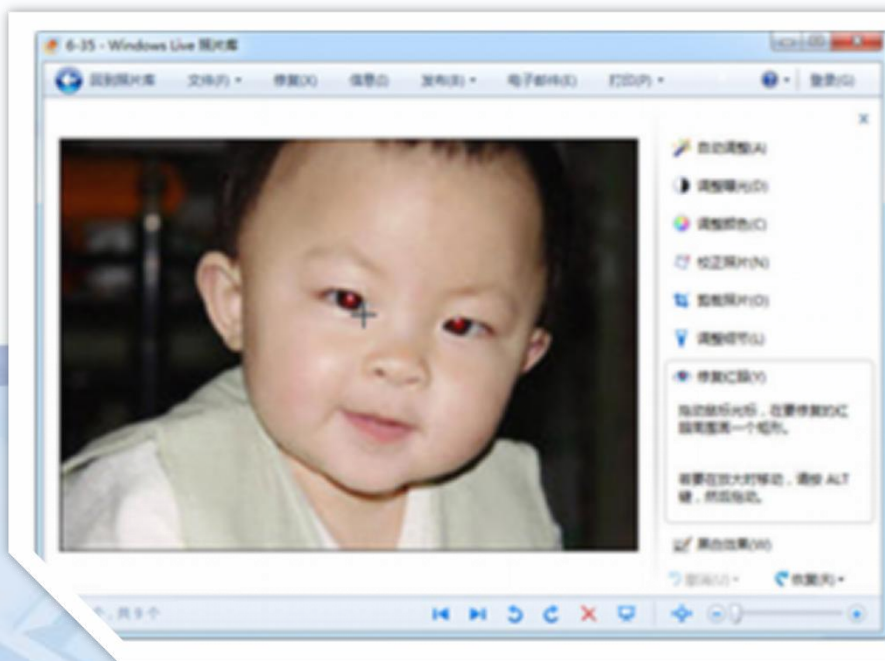 6-35 - Windows Live 照片库
回到照片库 文件(F) 修复(X) 信息(I) 发布(B) 电子邮件(E) 打印(P) 登录(G)
自动调整(A)
调整曝光(D)
调整颜色(C)
校正照片(N)
剪裁照片(O)
调整细节(L)
修复红眼(Y)
拖动鼠标光标，在要修复的红
眼周围画一个矩形。
若要在放大时移动，请按 ALT
键，然后拖动。
黑白效果(W)
撤消(U) 恢复(R)
个，共 9 个